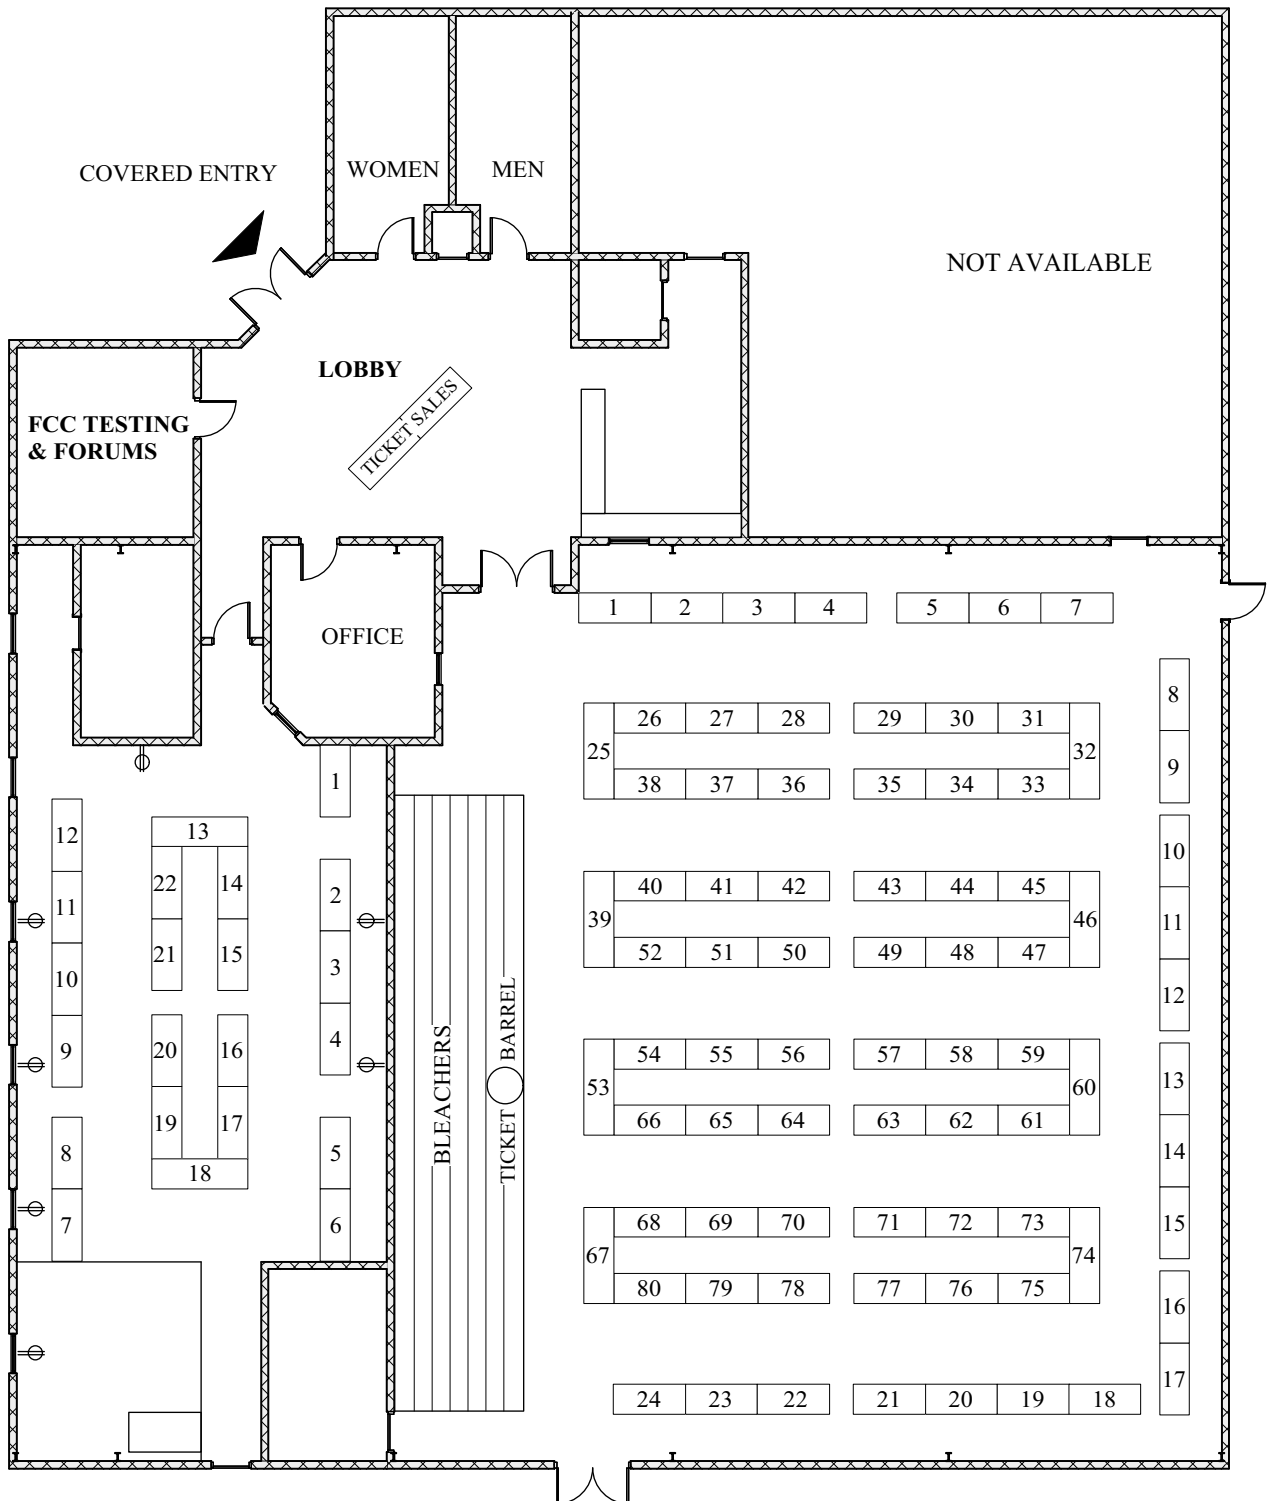 COVERED ENTRY
WOMEN
MEN
NOT AVAILABLE
LOBBY
TICKET SALES
FCC TESTING
& FORUMS
OFFICE
1 2 3 4 5 6 7
8
9
10
11
12
13
14
15
16
17
25 26 27 28 29 30 31 32
38 37 36 35 34 33
39 40 41 42 43 44 45 46
52 51 50 49 48 47
53 54 55 56 57 58 59 60
66 65 64 63 62 61
67 68 69 70 71 72 73 74
80 79 78 77 76 75
24 23 22 21 20 19 18
BLEACHERS
TICKET BARREL
1
2
3
4
5
6
12
11
10
9
8
7
13
22 14
21 15
20 16
19 17
18